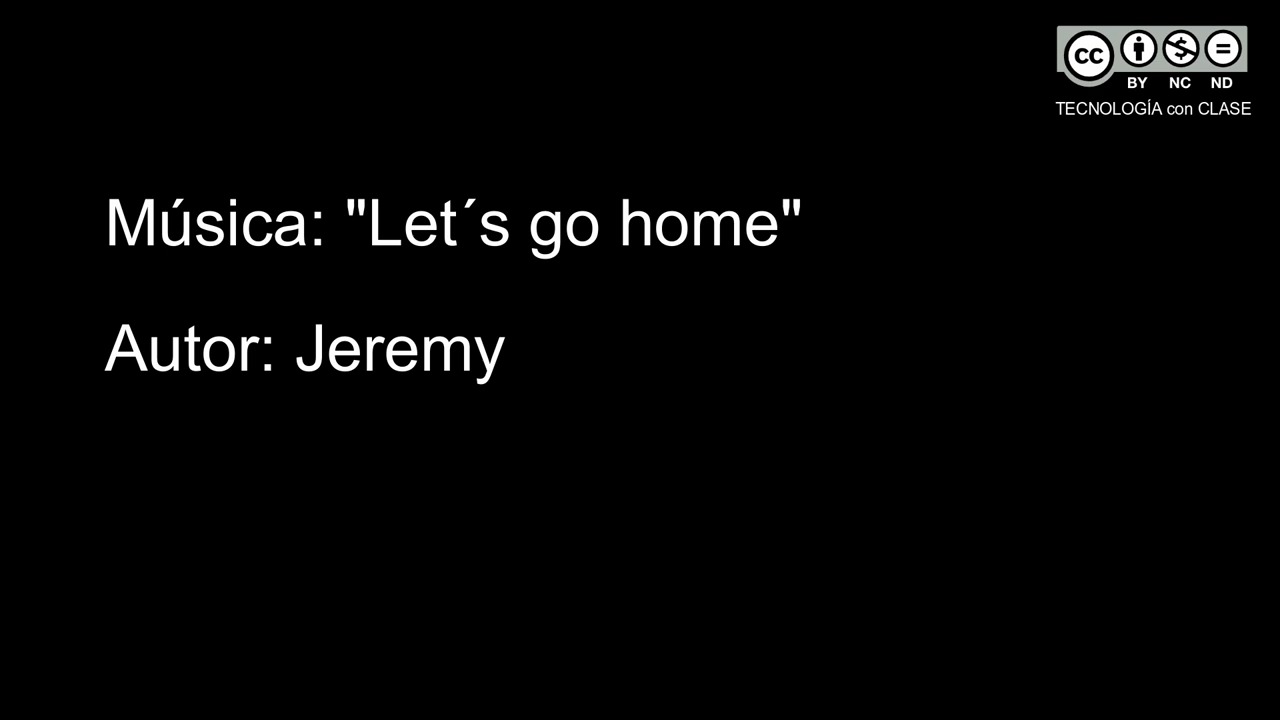 cc
BY NC ND
TECNOLOGÍA con CLASE
Música: "Let´s go home"
Autor: Jeremy